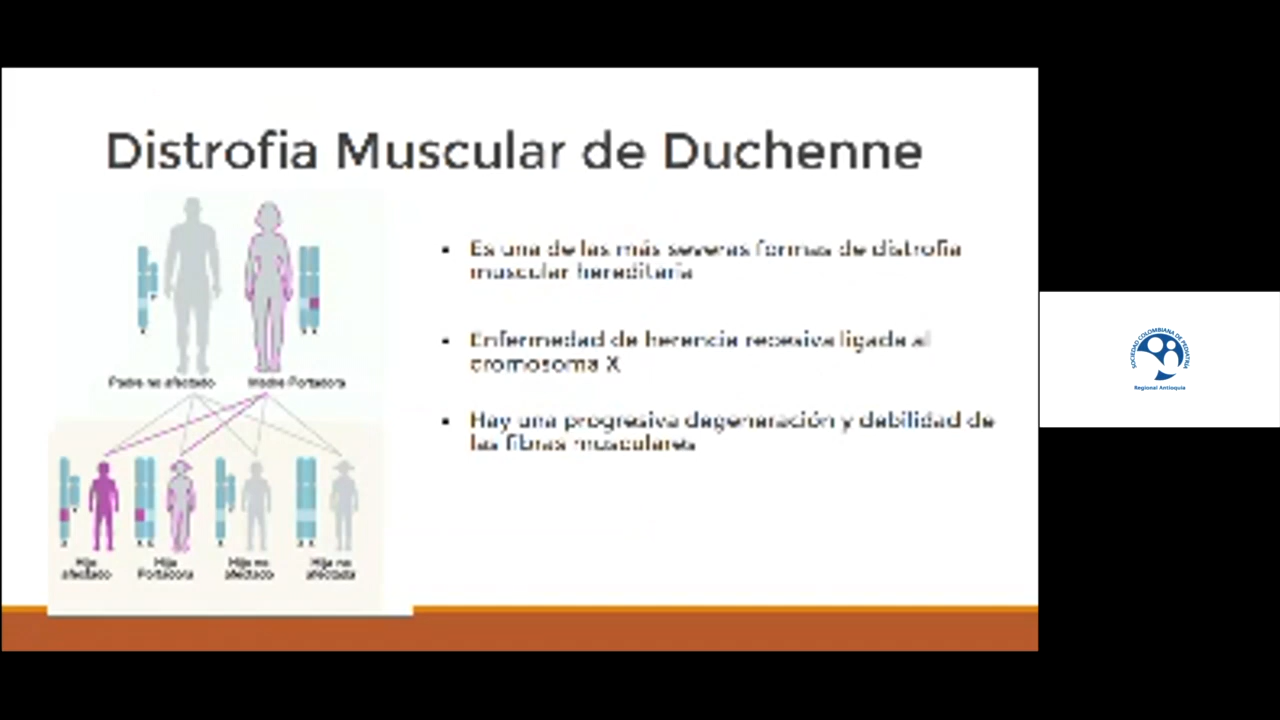 Distrofia Muscular de Duchenne
Es una de las más severas formas de distrofia
muscular hereditaria
Enfermedad de herencia recesiva ligada al
cromosoma X
Hay una progresiva degeneración y debilidad de
las fibras musculares
Padre no afectado
Madre Portadora
Hijo
afectado
Hija
Portadora
Hijo no
afectado
Hija no
afectada
SOCIEDAD COLOMBIANA DE PEDIATRÍA
Regional Antioquia